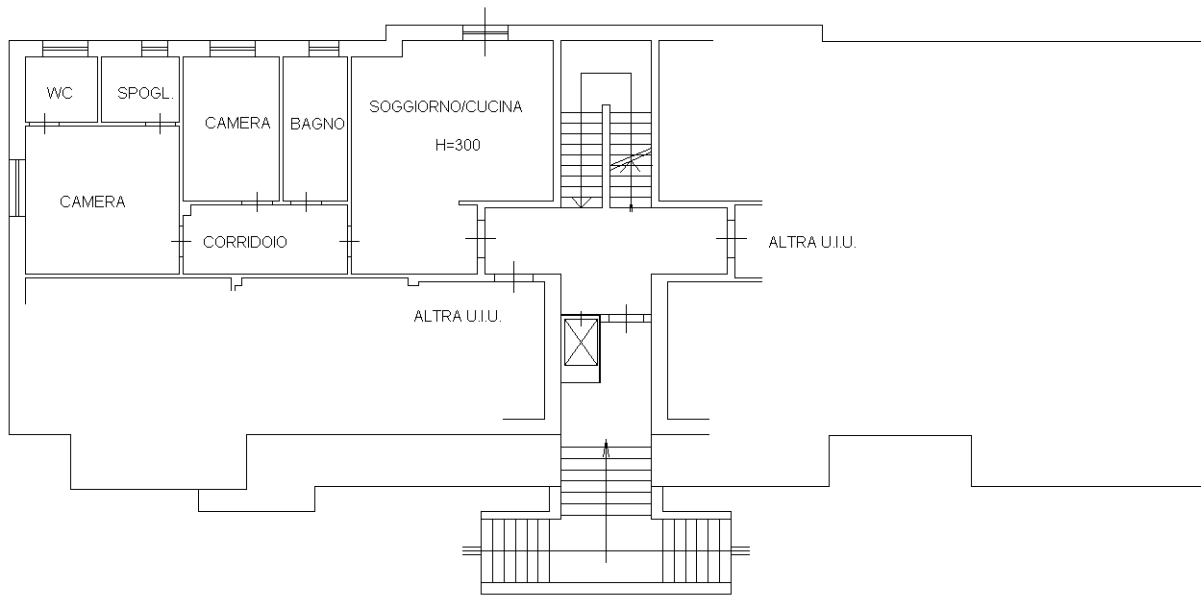 WC
SPOGL.
CAMERA
BAGNO
SOGGIORNO/CUCINA
H=300
CAMERA
CORRIDOIO
ALTRA U.I.U.
ALTRA U.I.U.